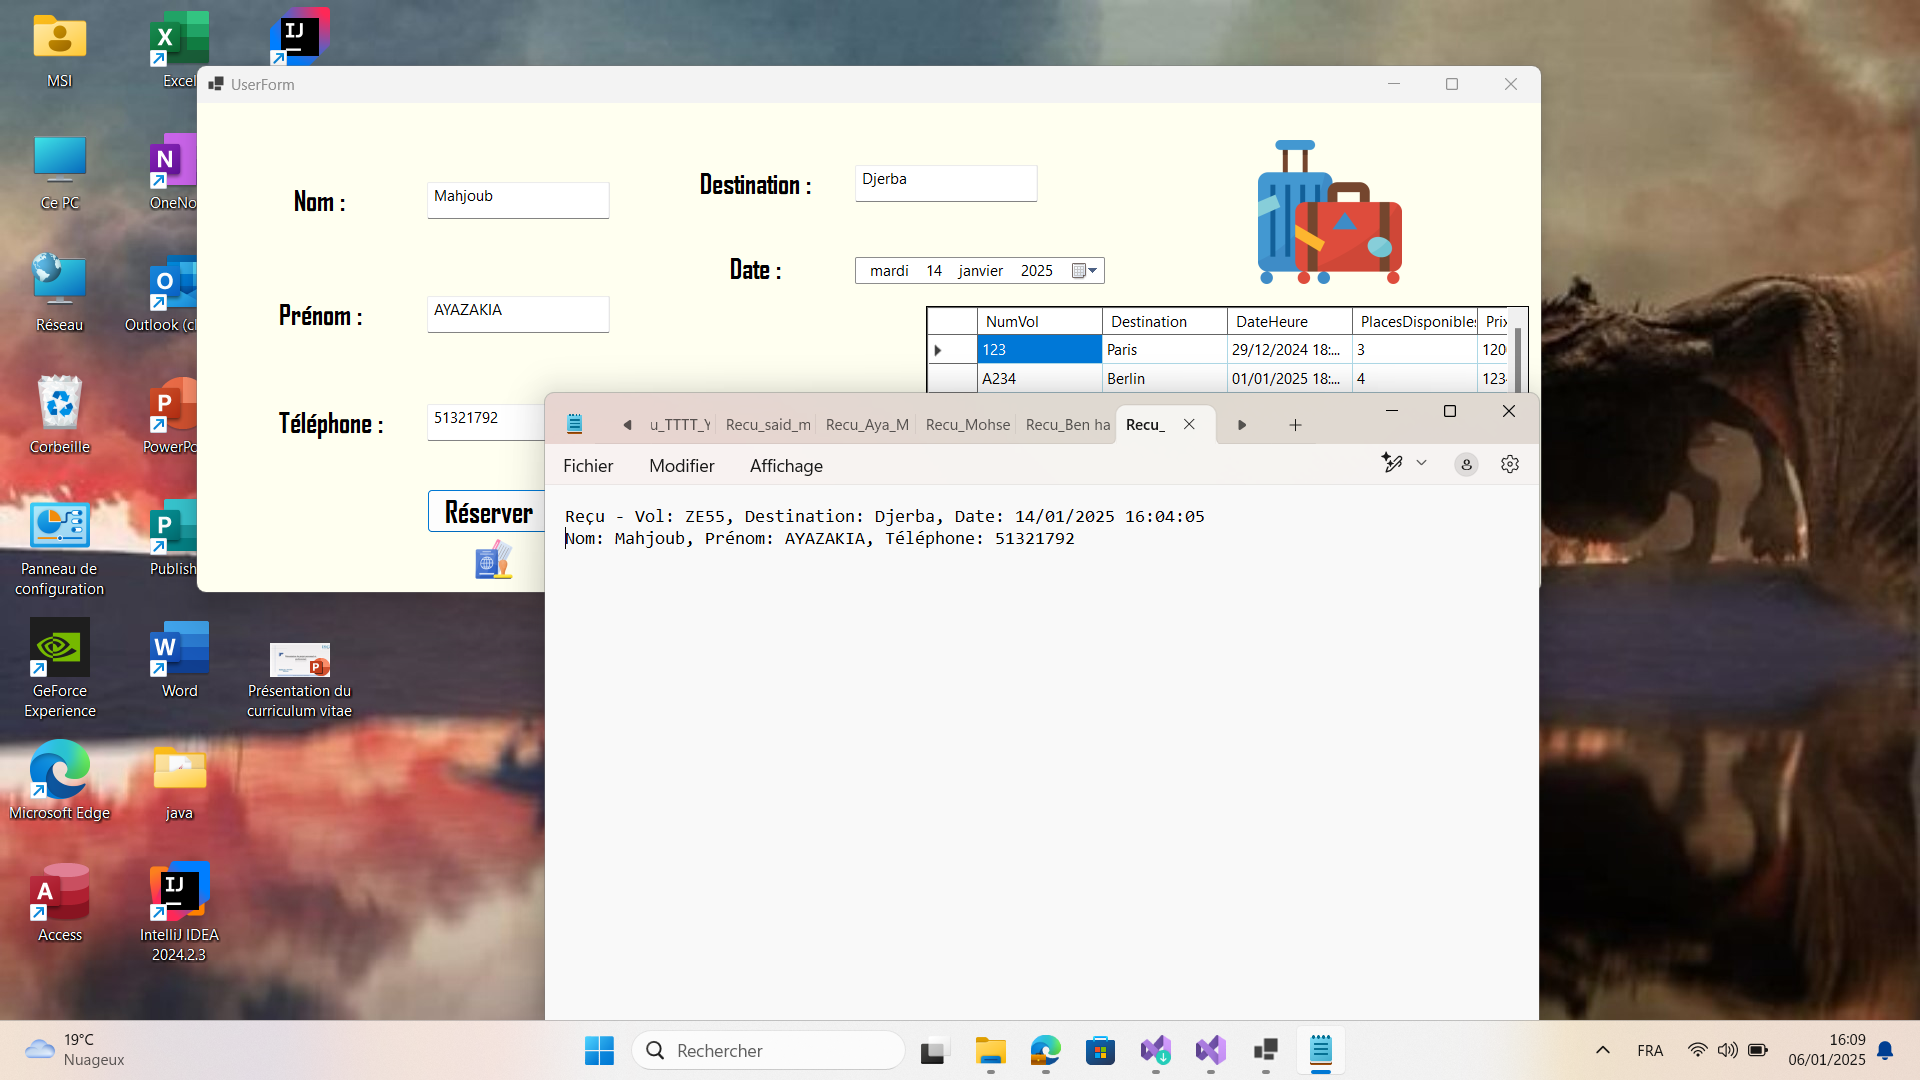 MSI
Excel
UserForm
Nom :
Mahjoub
Destination :
Djerba
Ce PC
OneNo
Date :
mardi 14 janvier 2025
Prénom :
AYAZAKIA
Réseau
Outlook (cl
NumVol Destination DateHeure PlacesDisponibles Prix
123 Paris 29/12/2024 18:... 3 120
A234 Berlin 01/01/2025 18:... 4 123
Téléphone :
51321792
u_TTTT_Y Recu_said_m Recu_Aya_M Recu_Mohse Recu_Ben ha Recu_
Corbeille
PowerPo
Fichier Modifier Affichage
Réserver
Reçu - Vol: ZE55, Destination: Djerba, Date: 14/01/2025 16:04:05
Nom: Mahjoub, Prénom: AYAZAKIA, Téléphone: 51321792
Panneau de
configuration
Publish
GeForce
Experience
Word
Présentation du
curriculum vitae
Microsoft Edge
java
Access
IntelliJ IDEA
2024.2.3
19°C
Nuageux
Rechercher
FRA
16:09
06/01/2025